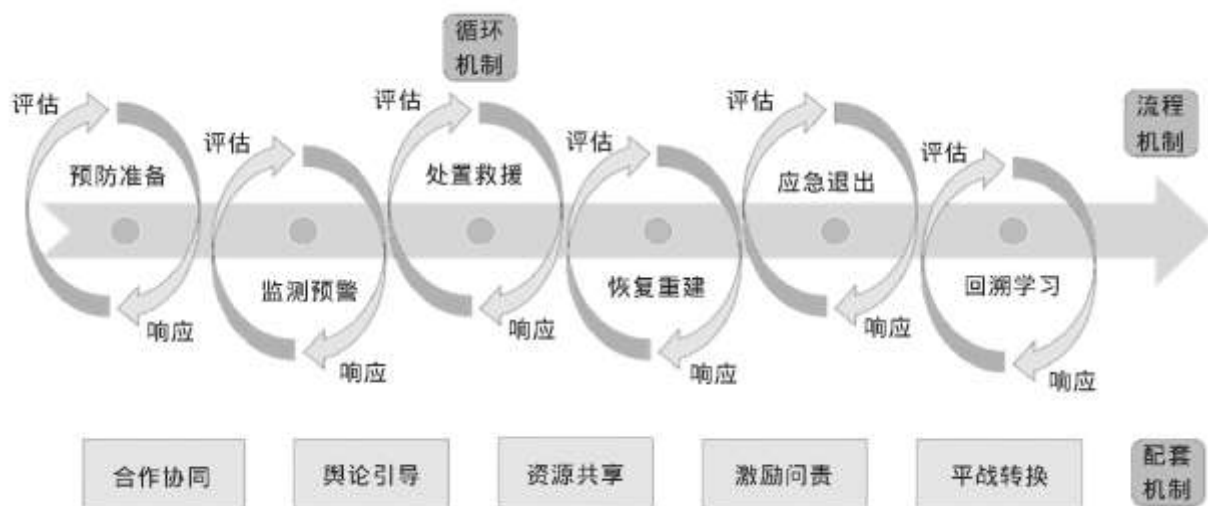 循环
机制
流程
机制
评估
评估
评估
评估
评估
评估
预防准备
监测预警
处置救援
恢复重建
应急退出
回溯学习
响应
响应
响应
响应
响应
响应
合作协同
舆论引导
资源共享
激励问责
平战转换
配套
机制